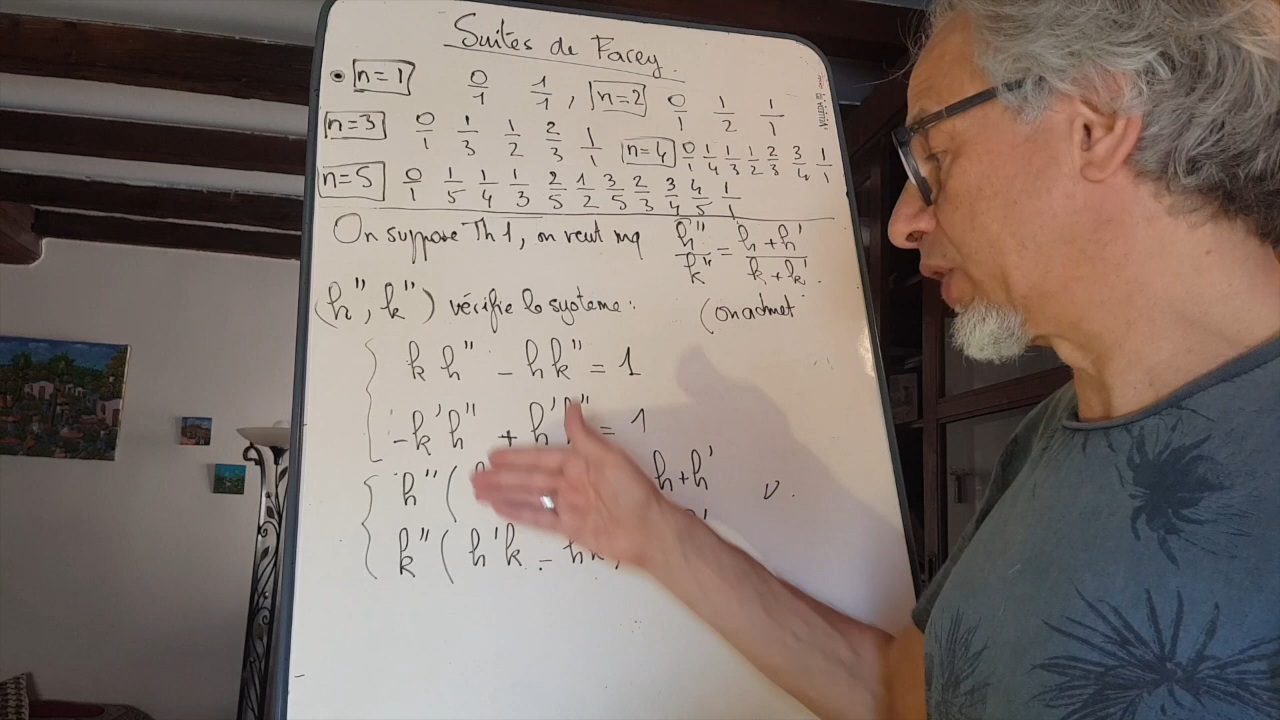 Suites de Farey.
• n=1 0/1 1/1 , n=2 0/1 1/2 1/1
n=3 0/1 1/3 1/2 2/3 1/1 n=4 0/1 1/4 1/3 1/2 2/3 3/4 1/1
n=5 0/1 1/5 1/4 1/3 2/5 1/2 3/5 2/3 3/4 4/5 1/1
On suppose Th 1, on veut mq h''/k'' = h+h'/k+k'.
(h'', k'') vérifie le système : (on admet
k h'' - h k'' = 1
-k'h'' + h'k'' = 1
h'' ( h+h'
k'' ( h'k - hk
VELLEDA